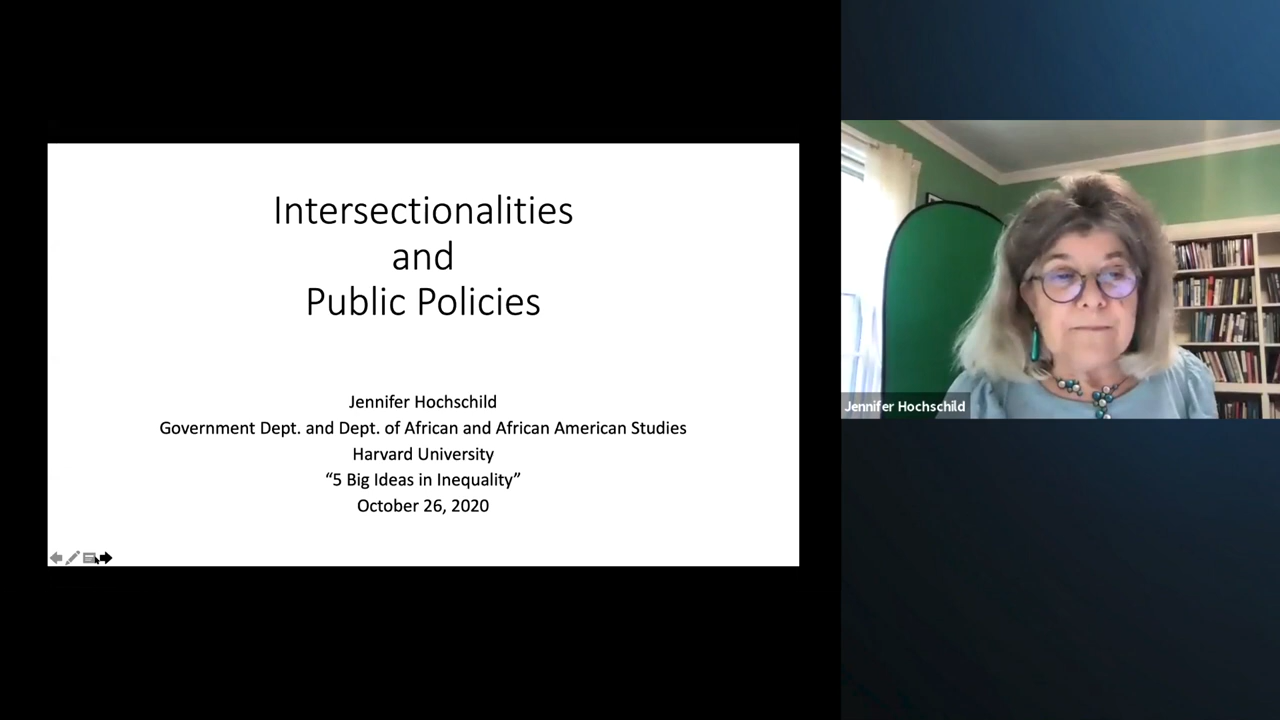 Intersectionalities
and
Public Policies
Jennifer Hochschild
Government Dept. and Dept. of African and African American Studies
Harvard University
“5 Big Ideas in Inequality”
October 26, 2020
Jennifer Hochschild